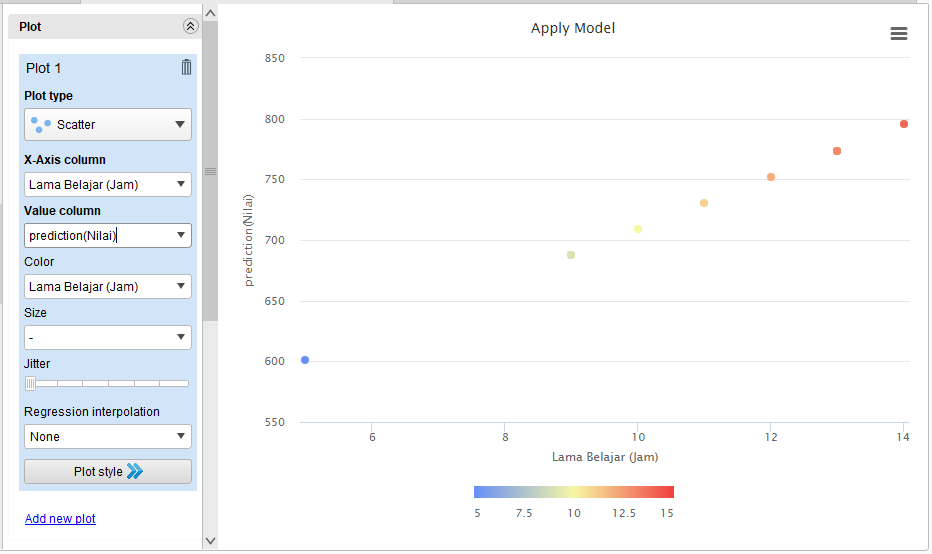 Plot
Plot 1
Plot type
Scatter
X-Axis column
Lama Belajar (Jam)
Value column
prediction(Nilai)
Color
Lama Belajar (Jam)
Size
-
Jitter
Regression interpolation
None
Plot style
Add new plot
Apply Model
850
800
750
700
650
600
550
prediction(Nilai)
6 8 10 12 14
Lama Belajar (Jam)
5 7.5 10 12.5 15